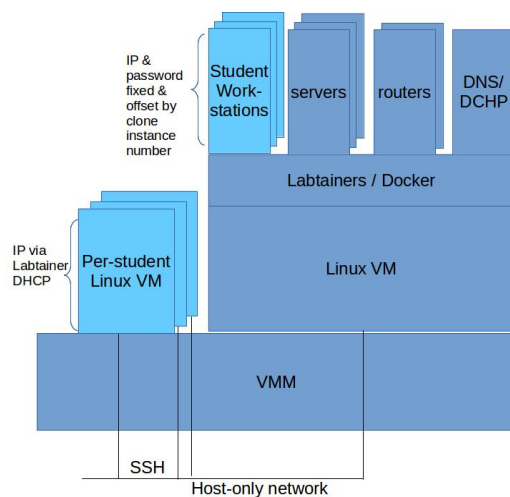 IP &
password
fixed &
offset by
clone
instance
number
Student
Work-
stations
servers
routers
DNS/
DCHP
Labtainers / Docker
IP via
Labtainer
DHCP
Per-student
Linux VM
Linux VM
VMM
SSH
Host-only network